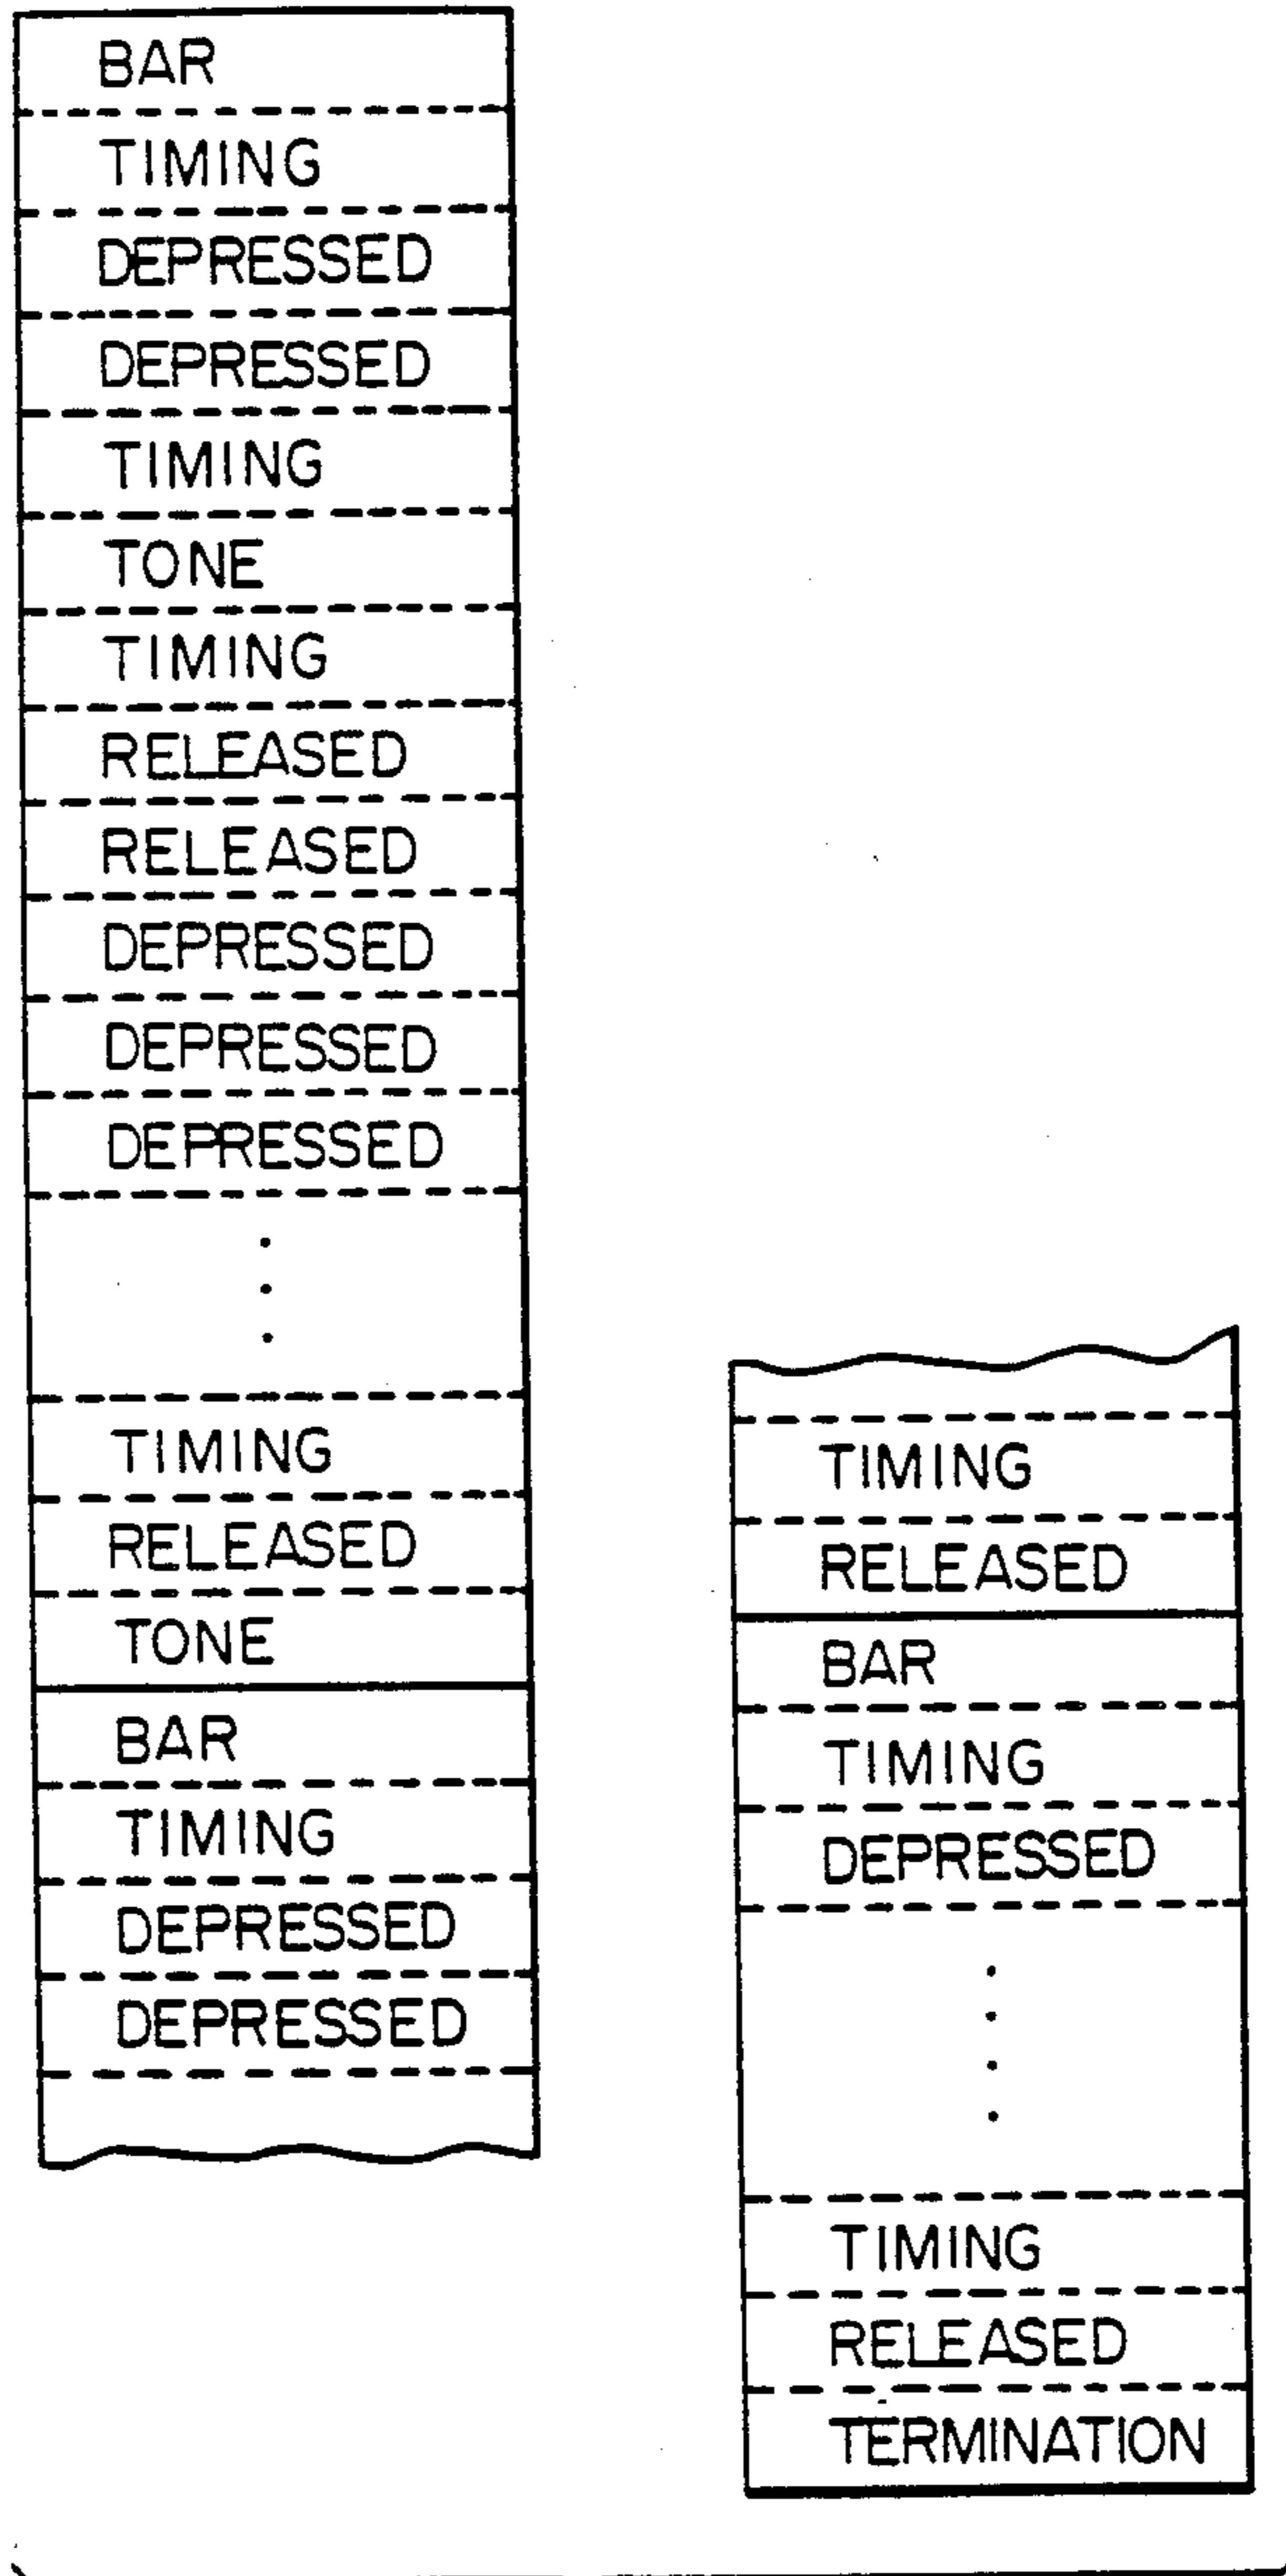 BAR
TIMING
DEPRESSED
DEPRESSED
TIMING
TONE
TIMING
RELEASED
RELEASED
DEPRESSED
DEPRESSED
DEPRESSED
TIMING
RELEASED
TONE
BAR
TIMING
DEPRESSED
DEPRESSED
TIMING
RELEASED
BAR
TIMING
DEPRESSED
TIMING
RELEASED
TERMINATION